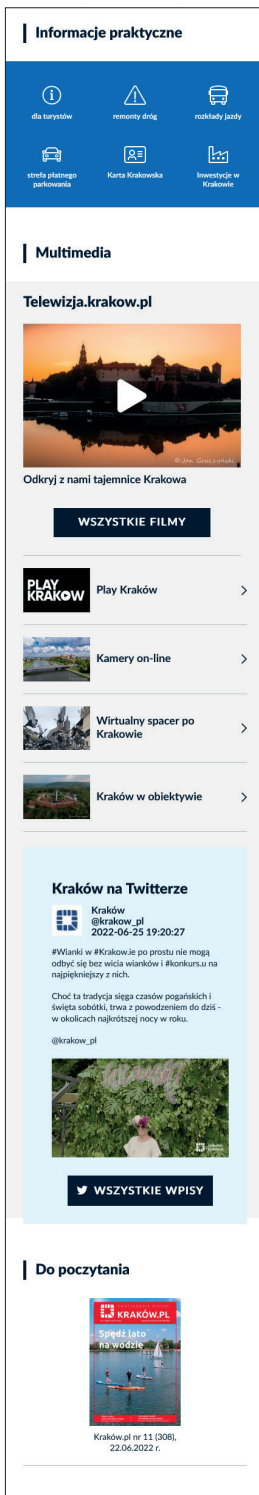 Informacje praktyczne
dla turystów
remonty dróg
rozkłady jazdy
strefa płatnego
parkowania
Karta Krakowska
Inwestycje w
Krakowie
Multimedia
Telewizja.krakow.pl
©Jan Graczyński
Odkryj z nami tajemnice Krakowa
WSZYSTKIE FILMY
PLAY
KRAKOW
Play Kraków
Kamery on-line
Wirtualny spacer po
Krakowie
Kraków w obiektywie
Kraków na Twitterze
Kraków
@krakow_pl
2022-06-25 19:20:27
#Wianki w #Krakow.ie po prostu nie mogą
odbyć się bez wicia wianków i #konkurs.u na
najpiękniejszy z nich.
Choć ta tradycja sięga czasów pogańskich i
święta sobótki, trwa z powodzeniem do dziś -
w okolicach najkrótszej nocy w roku.
@krakow_pl
WSZYSTKIE WPISY
Do poczytania
KRAKÓW.PL
Spędź lato
na wodzie
Kraków.pl nr 11 (308),
22.06.2022 r.